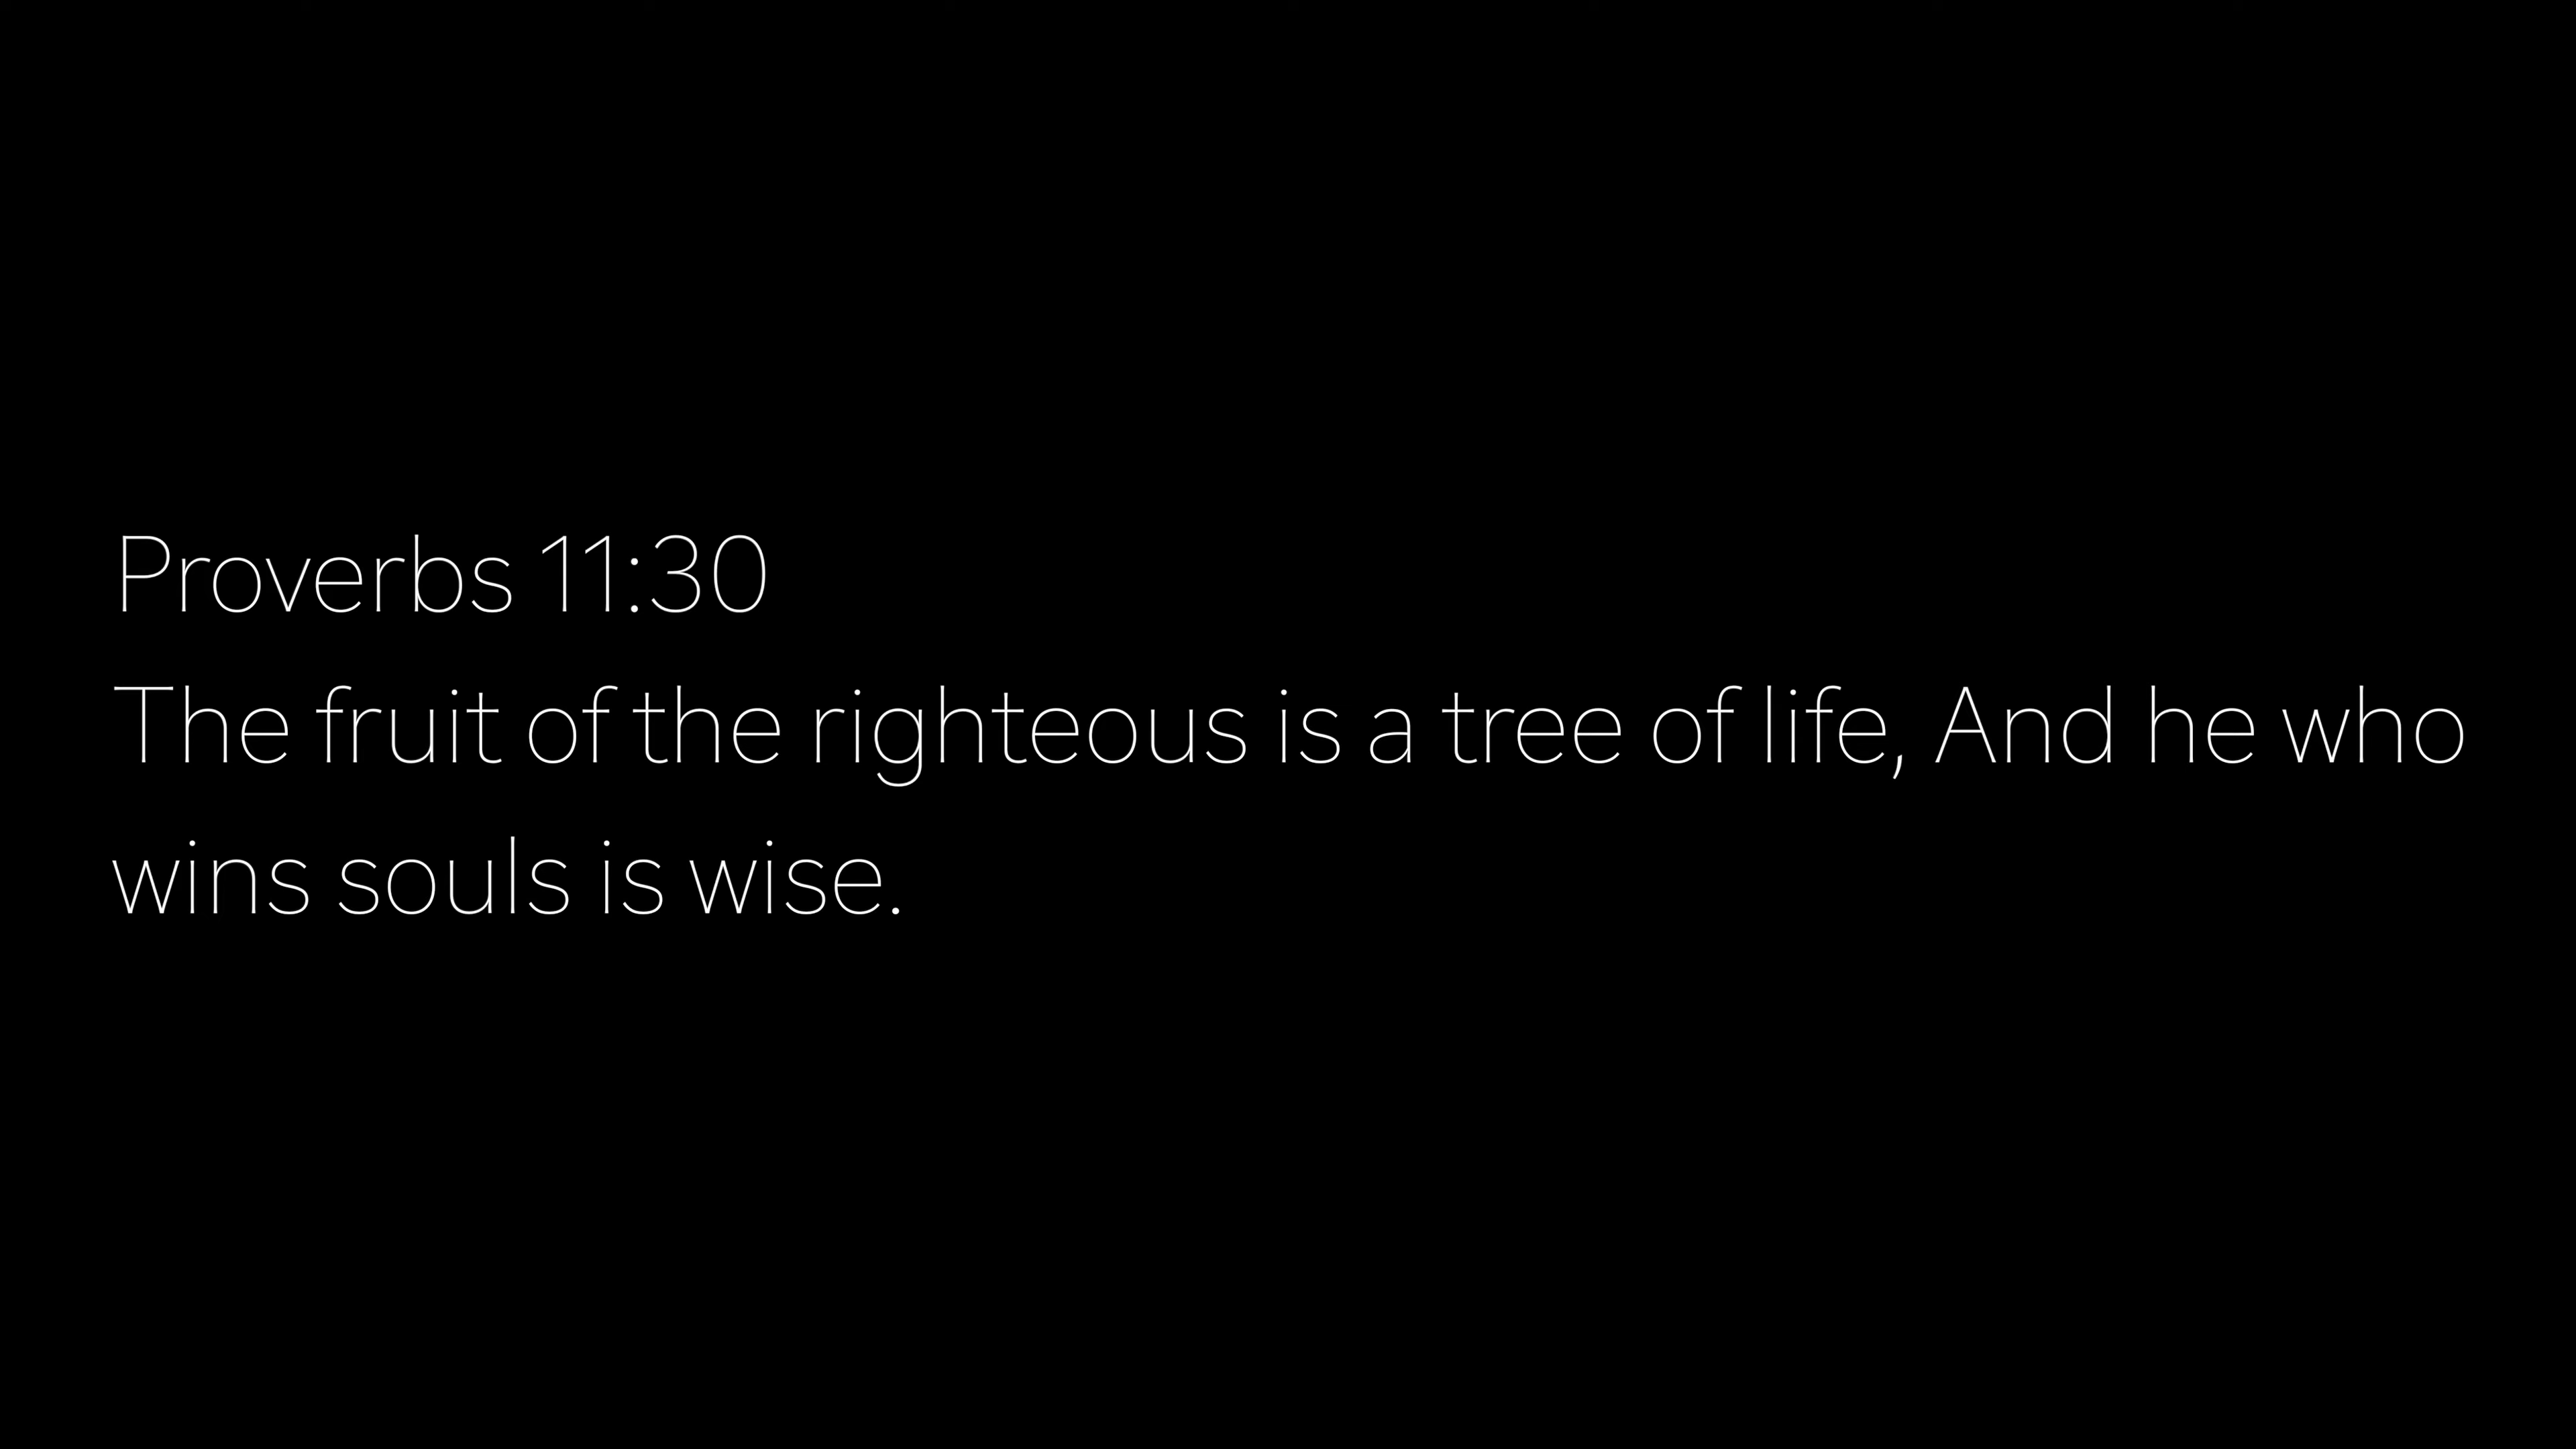 Proverbs 11:30
The fruit of the righteous is a tree of life, And he who
wins souls is wise.